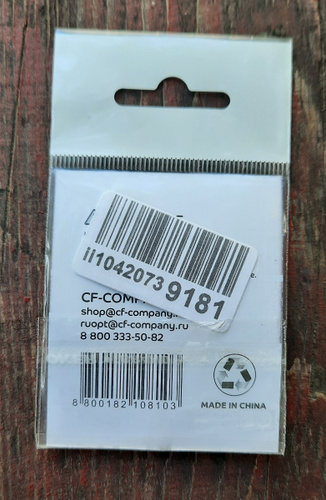 li1042073 9181
CF-COMP
shop@cf-company.
ruopt@cf-company.ru
8 800 333-50-82
8 800182 108103
MADE IN CHINA